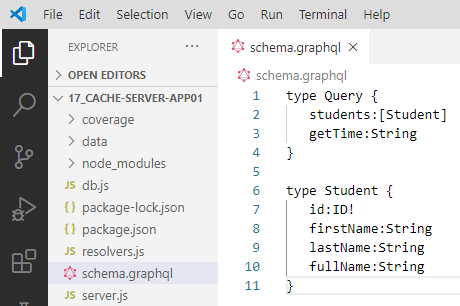 File Edit Selection View Go Run Terminal Help
EXPLORER ...
OPEN EDITORS
17_CACHE-SERVER-APP01
coverage
data
node_modules
JS db.js
{} package-lock.json
{} package.json
JS resolvers.js
schema.graphql
JS server.js
schema.graphql
schema.graphql
1 type Query {
2 students:[Student]
3 getTime:String
4 }
5
6 type Student {
7 id:ID!
8 firstName:String
9 lastName:String
10 fullName:String
11 }